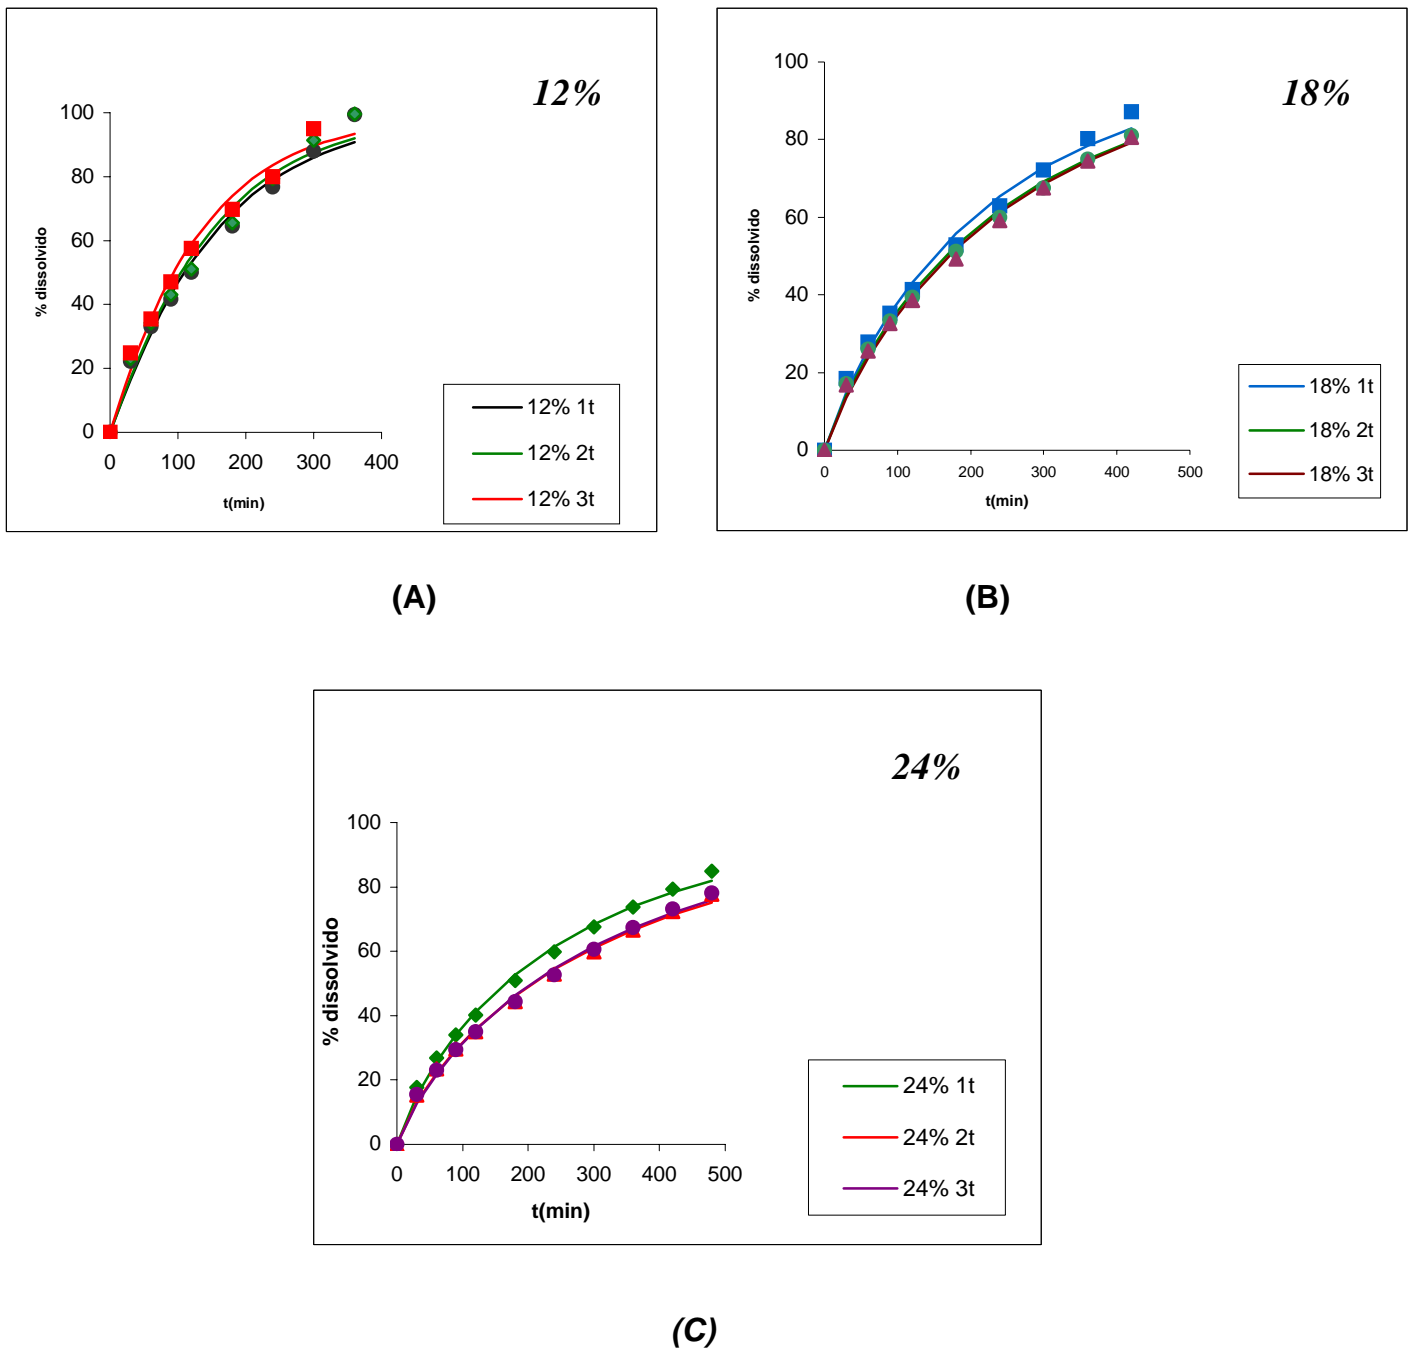 12%
100
80
60
40
20
0
% dissolvido
0 100 200 300 400
t(min)
12% 1t
12% 2t
12% 3t
(A)
18%
100
80
60
40
20
0
% dissolvido
0 100 200 300 400 500
t(min)
18% 1t
18% 2t
18% 3t
(B)
24%
100
80
60
40
20
0
% dissolvido
0 100 200 300 400 500
t(min)
24% 1t
24% 2t
24% 3t
(C)